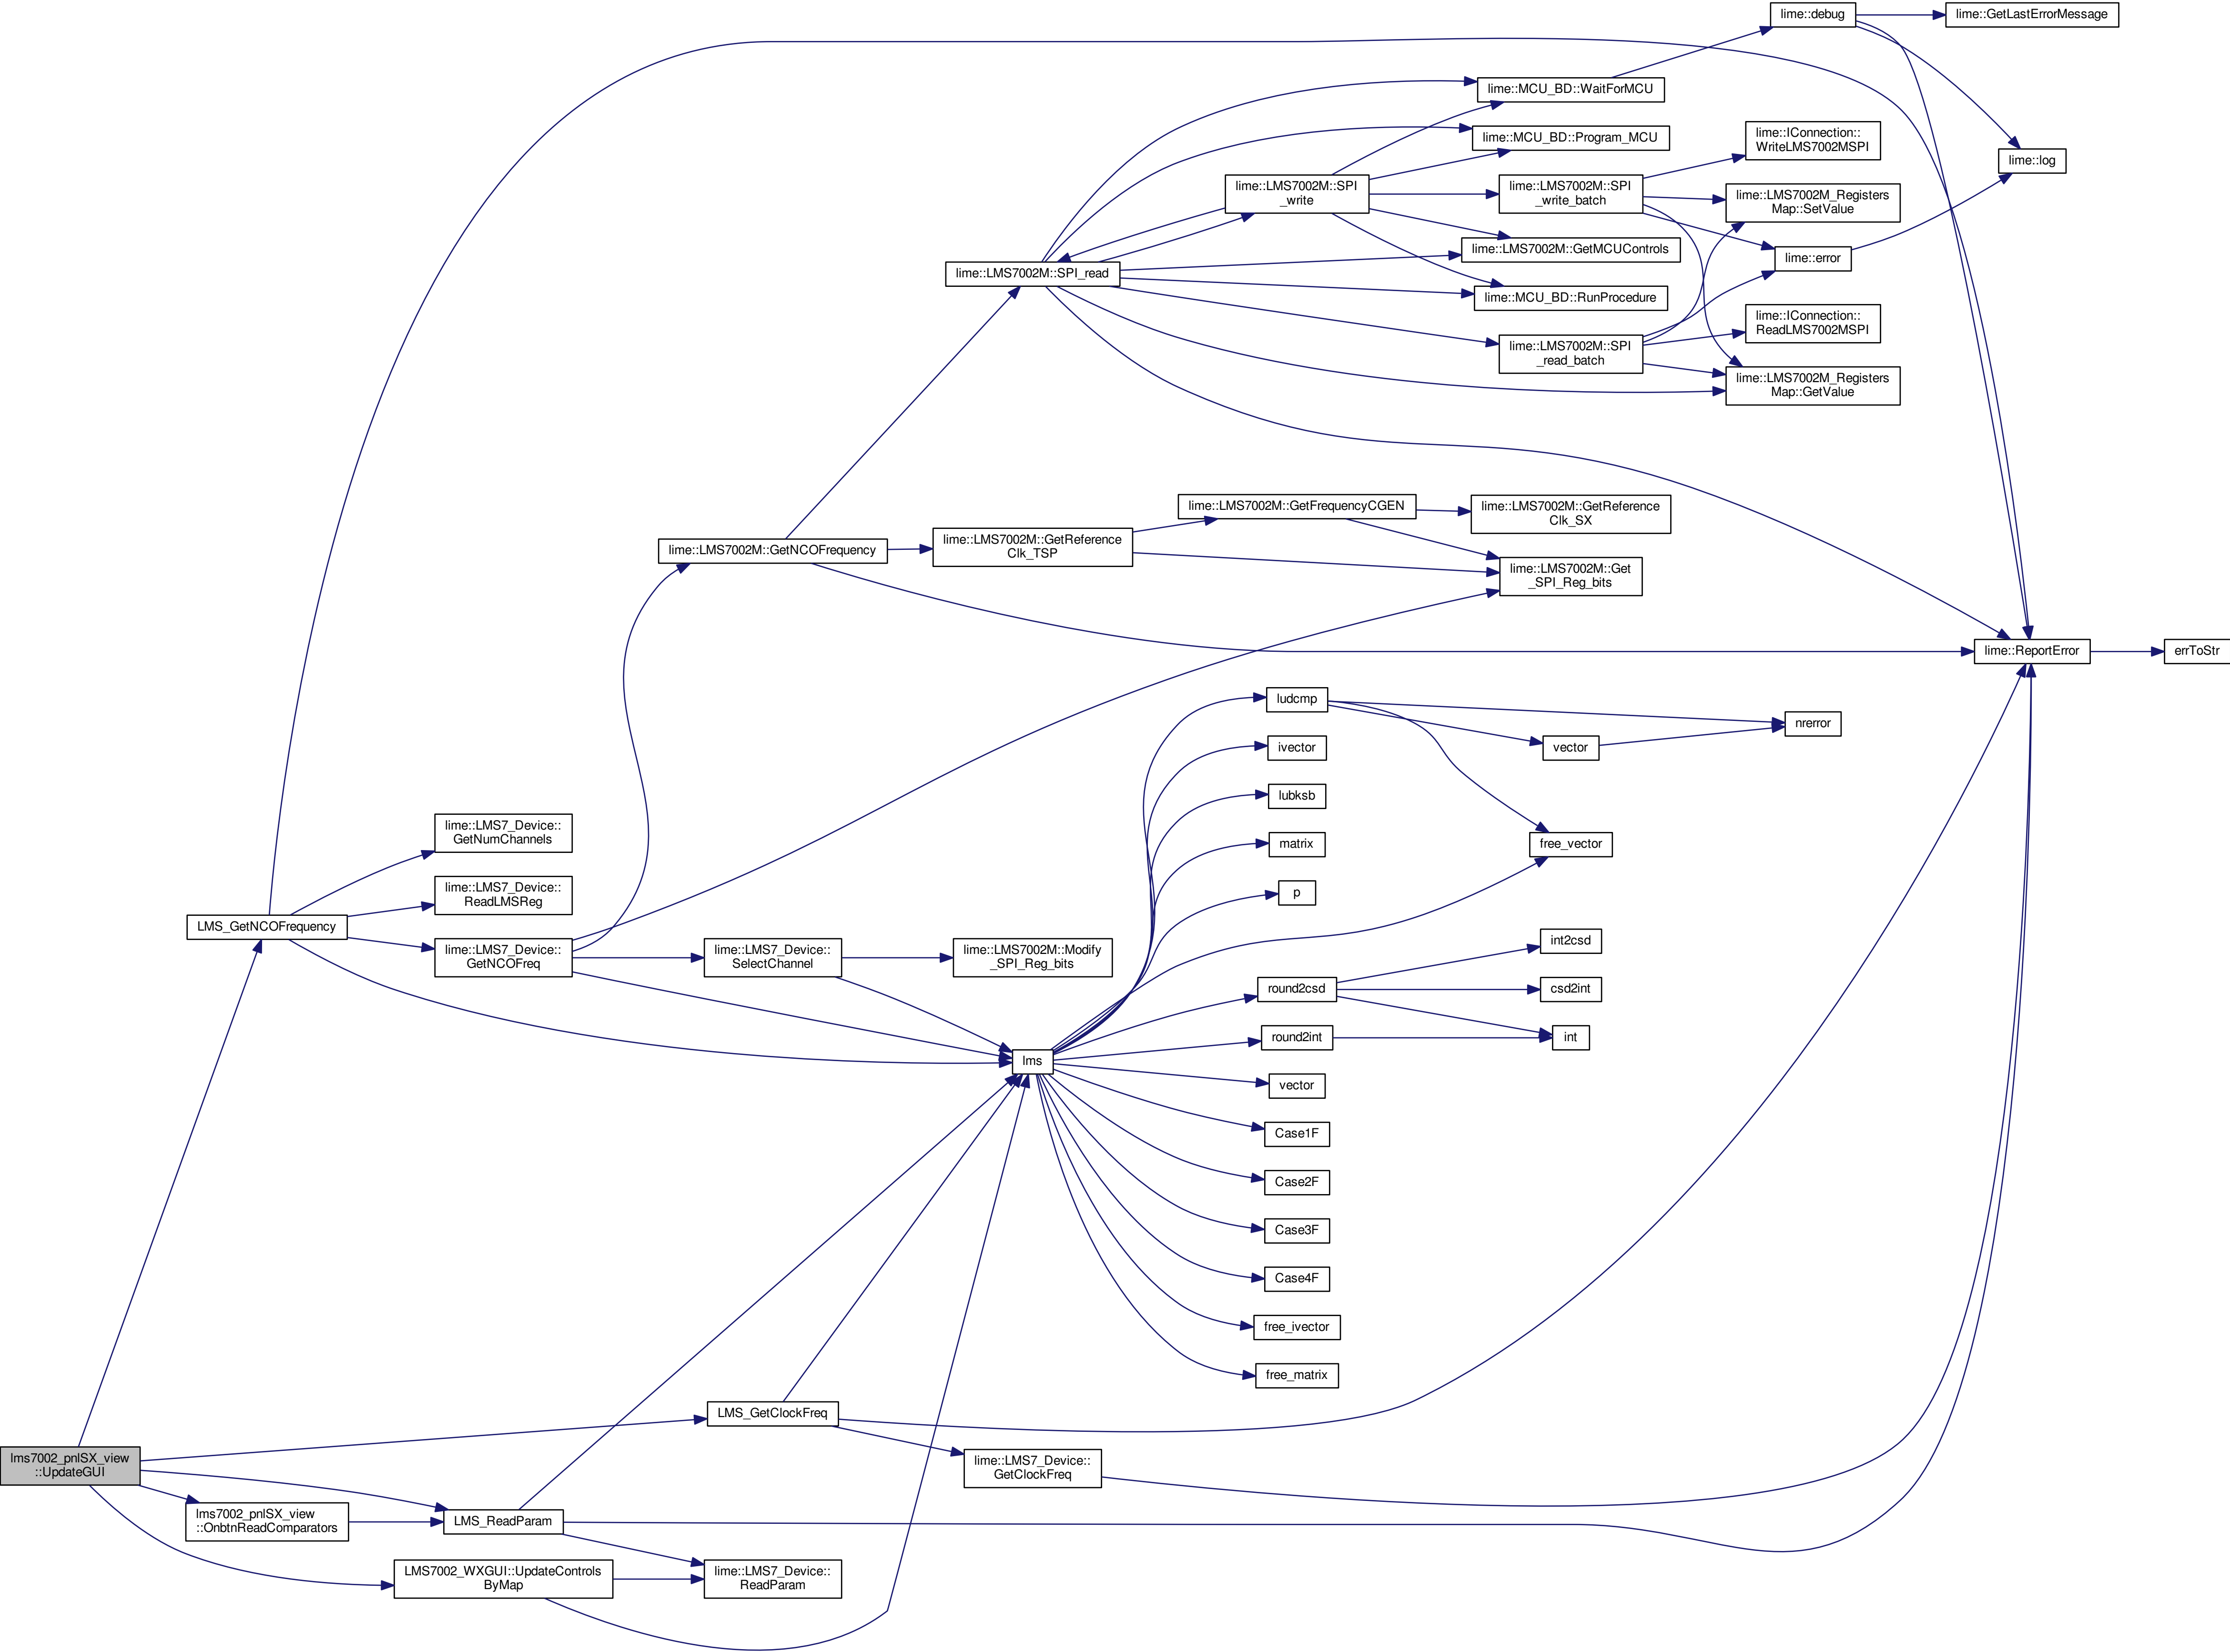 lime::debug
lime::GetLastErrorMessage
lime::MCU_BD::WaitForMCU
lime::MCU_BD::Program_MCU
lime::IConnection::
WriteLMS7002MSPI
lime::log
lime::LMS7002M::SPI
_write
lime::LMS7002M::SPI
_write_batch
lime::LMS7002M_Registers
Map::SetValue
lime::LMS7002M::GetMCUControls
lime::error
lime::LMS7002M::SPI_read
lime::MCU_BD::RunProcedure
lime::IConnection::
ReadLMS7002MSPI
lime::LMS7002M::SPI
_read_batch
lime::LMS7002M_Registers
Map::GetValue
lime::LMS7002M::GetFrequencyCGEN
lime::LMS7002M::GetReference
Clk_SX
lime::LMS7002M::GetNCOFrequency
lime::LMS7002M::GetReference
Clk_TSP
lime::LMS7002M::Get
_SPI_Reg_bits
lime::ReportError
errToStr
ludcmp
nrerror
ivector
vector
lubksb
lime::LMS7_Device::
GetNumChannels
matrix
free_vector
lime::LMS7_Device::
ReadLMSReg
p
LMS_GetNCOFrequency
lime::LMS7_Device::
GetNCOFreq
lime::LMS7_Device::
SelectChannel
lime::LMS7002M::Modify
_SPI_Reg_bits
int2csd
round2csd
csd2int
round2int
int
lms
vector
Case1F
Case2F
Case3F
Case4F
free_ivector
free_matrix
LMS_GetClockFreq
lms7002_pnlSX_view
::UpdateGUI
lime::LMS7_Device::
GetClockFreq
lms7002_pnlSX_view
::OnbtnReadComparators
LMS_ReadParam
LMS7002_WXGUI::UpdateControls
ByMap
lime::LMS7_Device::
ReadParam